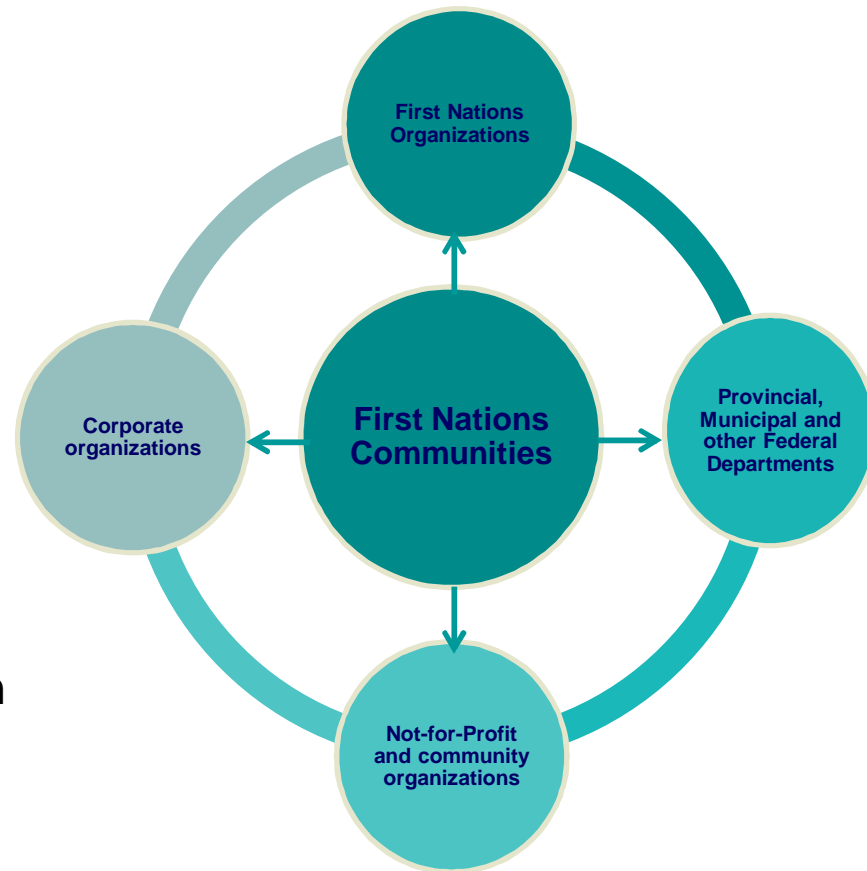 First Nations
Organizations
Corporate
organizations
First Nations
Communities
Provincial,
Municipal and
other Federal
Departments
Not-for-Profit
and community
organizations